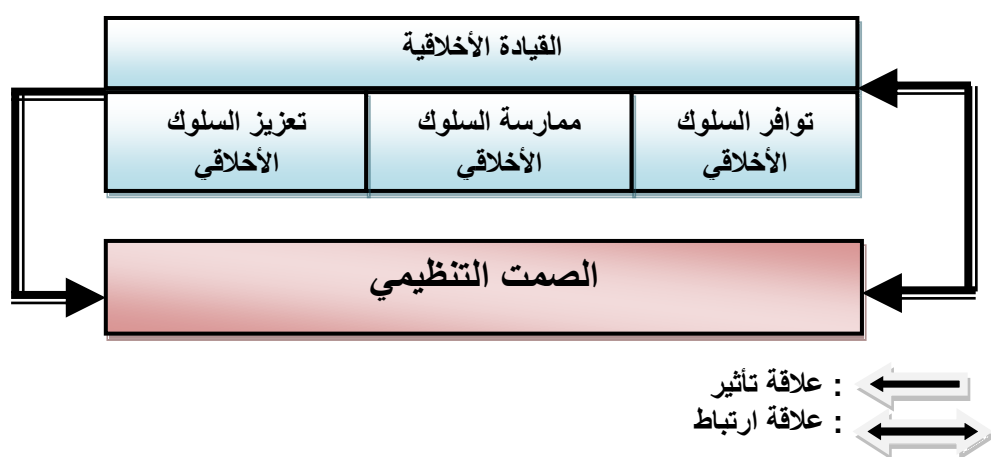 القيادة الأخلاقية
توافر السلوك
الأخلاقي
ممارسة السلوك
الأخلاقي
تعزيز السلوك
الأخلاقي
الصمت التنظيمي
: علاقة تأثير
: علاقة ارتباط